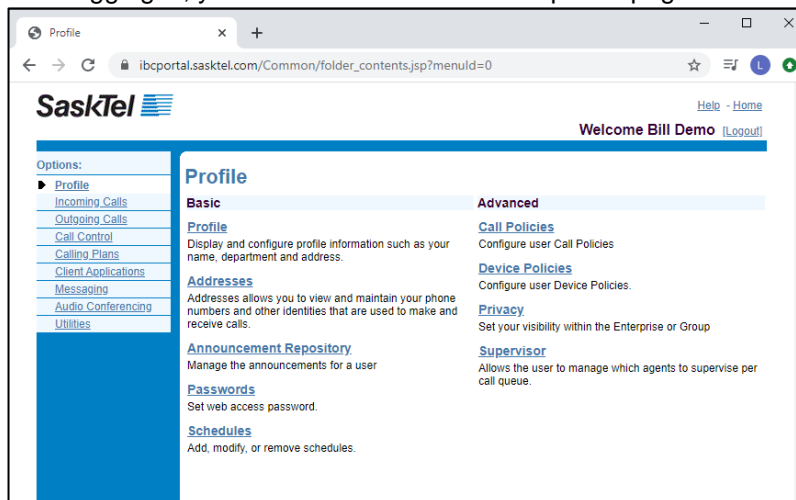 Profile
ibcportal.sasktel.com/Common/folder_contents.jsp?menuId=0
L
SaskTel
Help - Home
Welcome Bill Demo [Logout]
Options:
Profile
Incoming Calls
Outgoing Calls
Call Control
Calling Plans
Client Applications
Messaging
Audio Conferencing
Utilities
Profile
Basic
Profile
Display and configure profile information such as your
name, department and address.
Addresses
Addresses allows you to view and maintain your phone
numbers and other identities that are used to make and
receive calls.
Announcement Repository
Manage the announcements for a user
Passwords
Set web access password.
Schedules
Add, modify, or remove schedules.
Advanced
Call Policies
Configure user Call Policies
Device Policies
Configure user Device Policies.
Privacy
Set your visibility within the Enterprise or Group
Supervisor
Allows the user to manage which agents to supervise per
call queue.